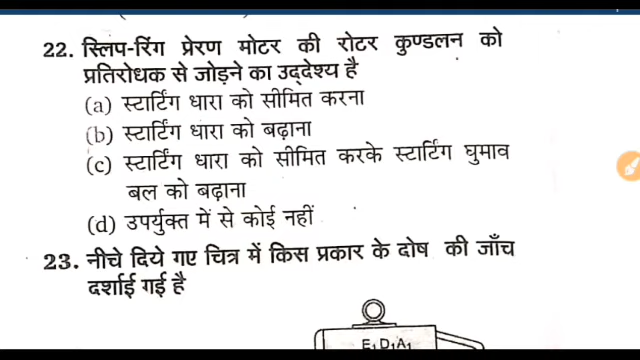 22. स्लिप-रिंग प्रेरण मोटर की रोटर कुण्डलन को
प्रतिरोधक से जोड़ने का उद्देश्य है
(a) स्टार्टिंग धारा को सीमित करना
(b) स्टार्टिंग धारा को बढ़ाना
(c) स्टार्टिंग धारा को सीमित करके स्टार्टिंग घुमाव
बल को बढ़ाना
(d) उपर्युक्त में से कोई नहीं
23. नीचे दिये गए चित्र में किस प्रकार के दोष की जाँच
दर्शाई गई है
E₁D₁A₁